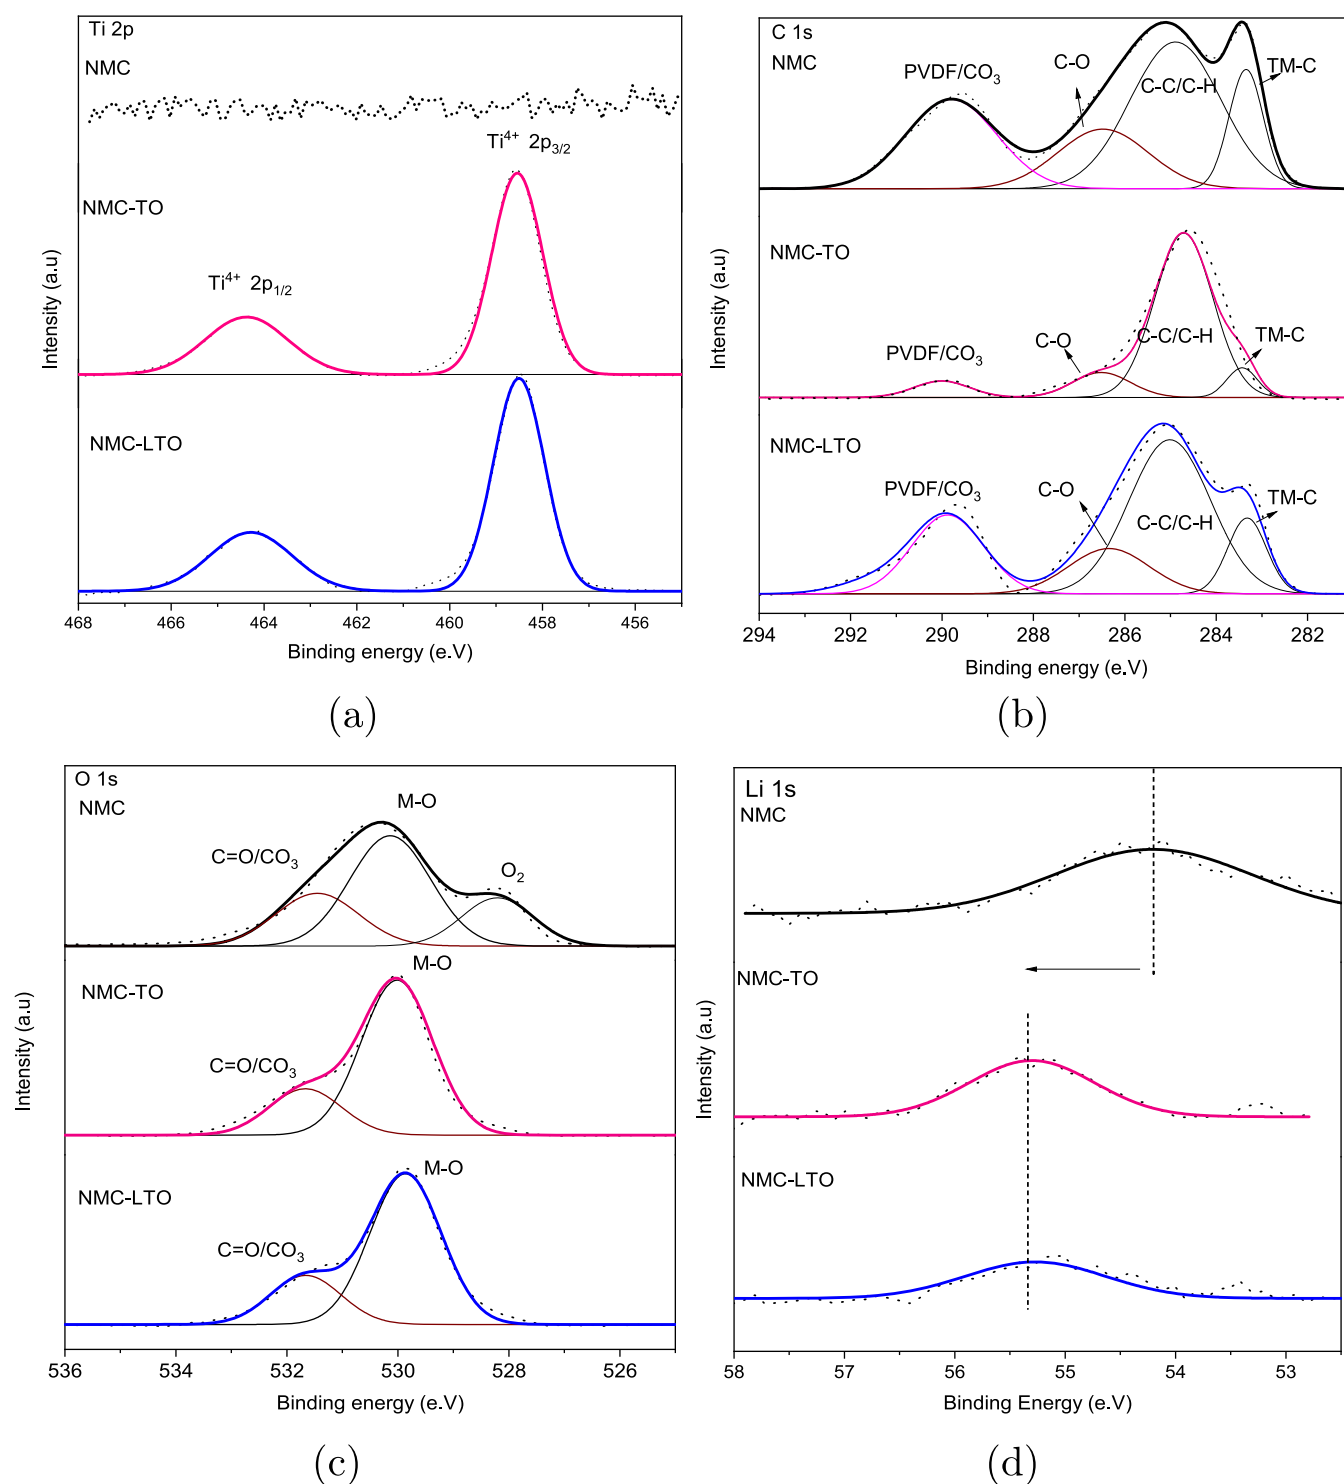 Ti 2p
NMC
Ti⁴⁺ 2p₃/₂
NMC-TO
Ti⁴⁺ 2p₁/₂
NMC-LTO
Intensity (a.u)
468 466 464 462 460 458 456
Binding energy (e.V)
(a)
C 1s
NMC
PVDF/CO₃
C-O
C-C/C-H
TM-C
NMC-TO
PVDF/CO₃
C-O
C-C/C-H
TM-C
NMC-LTO
PVDF/CO₃
C-O
C-C/C-H
TM-C
Intensity (a.u)
294 292 290 288 286 284 282
Binding energy (e.V)
(b)
O 1s
NMC
M-O
C=O/CO₃
O₂
NMC-TO
M-O
C=O/CO₃
NMC-LTO
M-O
C=O/CO₃
Intensity (a.u)
536 534 532 530 528 526
Binding energy (e.V)
(c)
Li 1s
NMC
NMC-TO
NMC-LTO
Intensity (a.u)
58 57 56 55 54 53
Binding Energy (e.V)
(d)